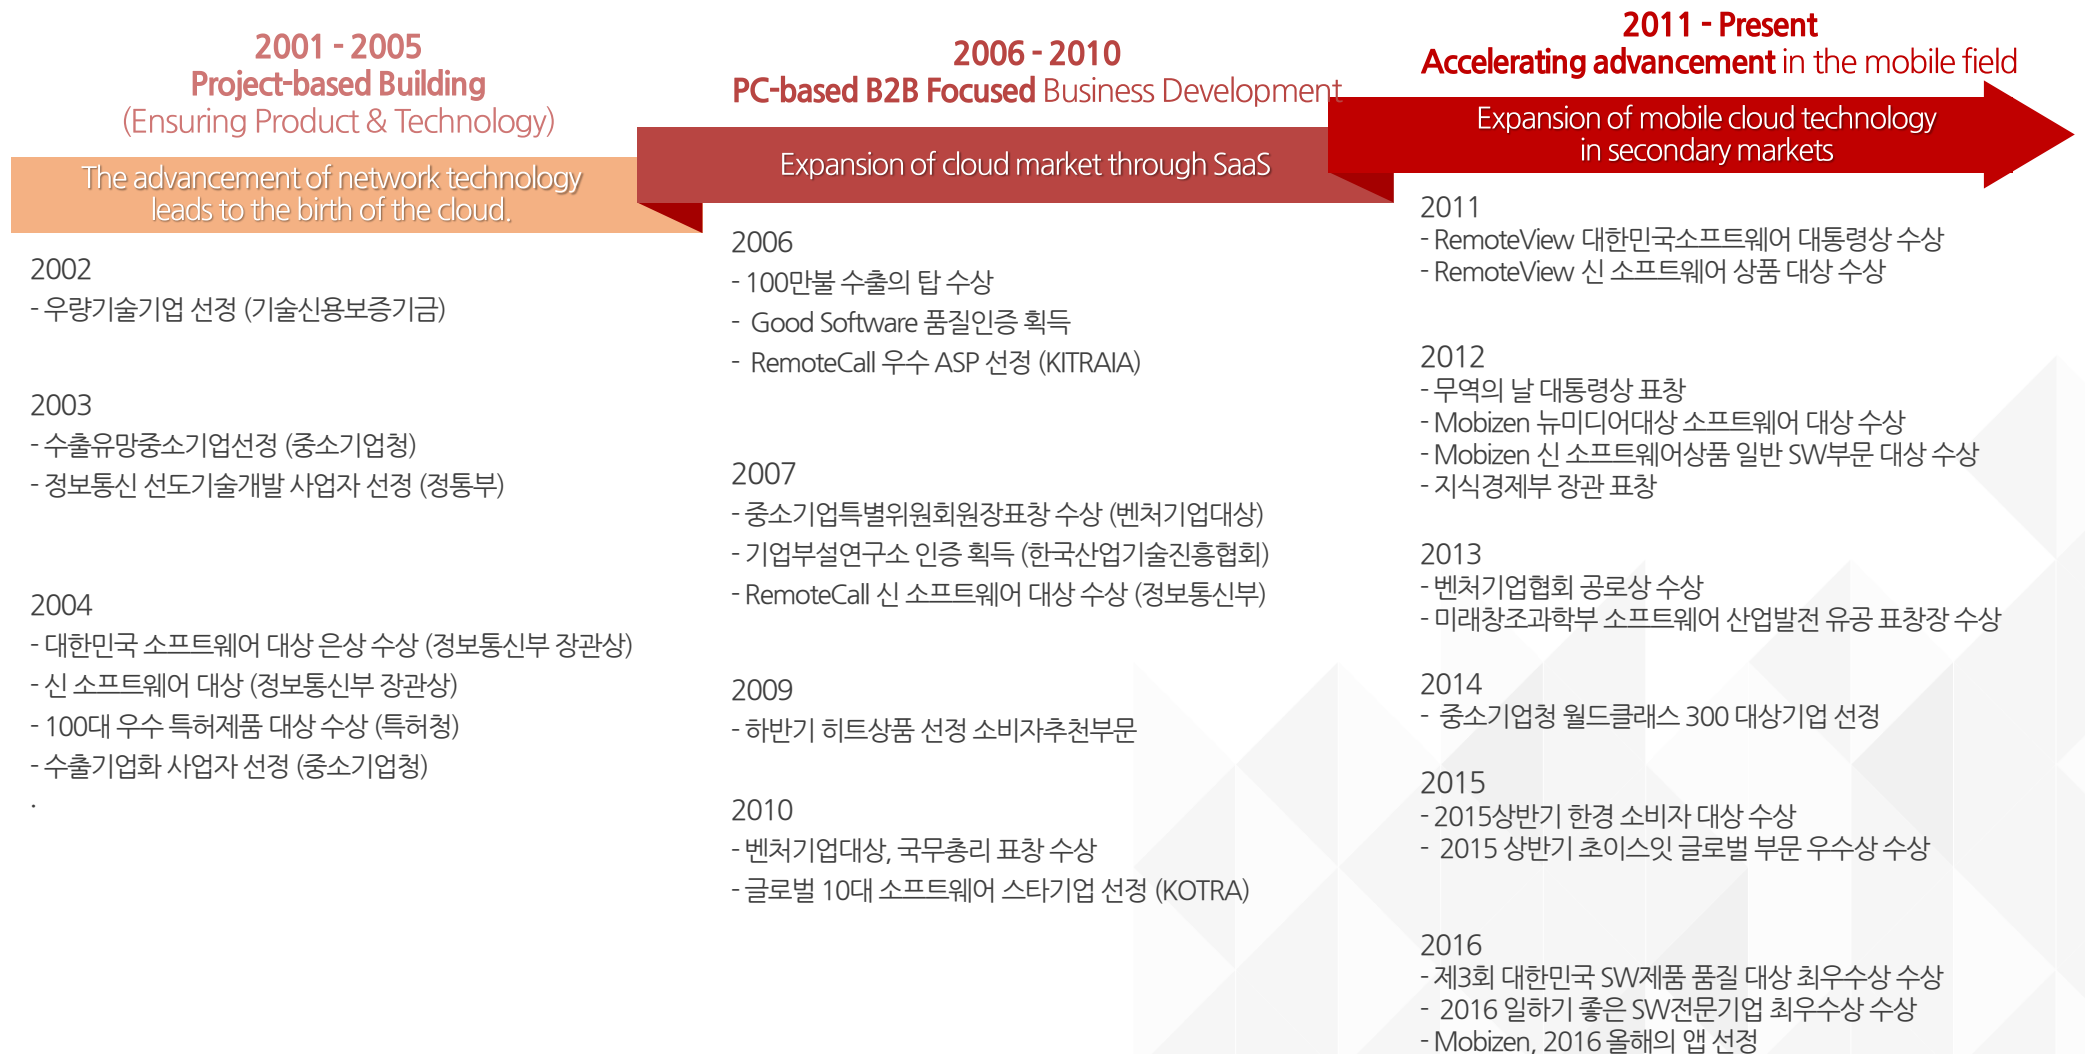 2001 - 2005
Project-based Building
(Ensuring Product & Technology)
The advancement of network technology
leads to the birth of the cloud.
2002
- 우량기술기업 선정 (기술신용보증기금)
2003
- 수출유망중소기업선정 (중소기업청)
- 정보통신 선도기술개발 사업자 선정 (정통부)
2004
- 대한민국 소프트웨어 대상 은상 수상 (정보통신부 장관상)
- 신 소프트웨어 대상 (정보통신부 장관상)
- 100대 우수 특허제품 대상 수상 (특허청)
- 수출기업화 사업자 선정 (중소기업청)
.
2006 - 2010
PC-based B2B Focused Business Development
Expansion of cloud market through SaaS
2006
- 100만불 수출의 탑 수상
- Good Software 품질인증 획득
- RemoteCall 우수 ASP 선정 (KITRAIA)
2007
- 중소기업특별위원회원장표창 수상 (벤처기업대상)
- 기업부설연구소 인증 획득 (한국산업기술진흥협회)
- RemoteCall 신 소프트웨어 대상 수상 (정보통신부)
2009
- 하반기 히트상품 선정 소비자추천부문
2010
- 벤처기업대상, 국무총리 표창 수상
- 글로벌 10대 소프트웨어 스타기업 선정 (KOTRA)
2011 - Present
Accelerating advancement in the mobile field
Expansion of mobile cloud technology
in secondary markets
2011
- RemoteView 대한민국소프트웨어 대통령상 수상
- RemoteView 신 소프트웨어 상품 대상 수상
2012
- 무역의 날 대통령상 표창
- Mobizen 뉴미디어대상 소프트웨어 대상 수상
- Mobizen 신 소프트웨어상품 일반 SW부문 대상 수상
- 지식경제부 장관 표창
2013
- 벤처기업협회 공로상 수상
- 미래창조과학부 소프트웨어 산업발전 유공 표창장 수상
2014
- 중소기업청 월드클래스 300 대상기업 선정
2015
- 2015상반기 한경 소비자 대상 수상
- 2015 상반기 초이스잇 글로벌 부문 우수상 수상
2016
- 제3회 대한민국 SW제품 품질 대상 최우수상 수상
- 2016 일하기 좋은 SW전문기업 최우수상 수상
- Mobizen, 2016 올해의 앱 선정